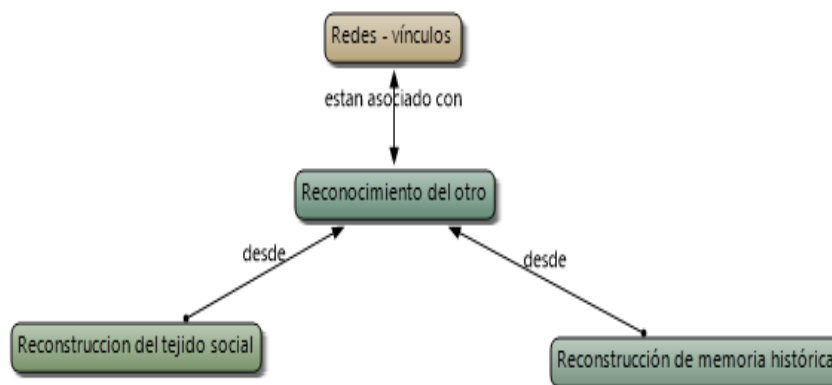 Redes - vínculos
estan asociado con
Reconocimiento del otro
desde
desde
Reconstruccion del tejido social
Reconstrucción de memoria histórica